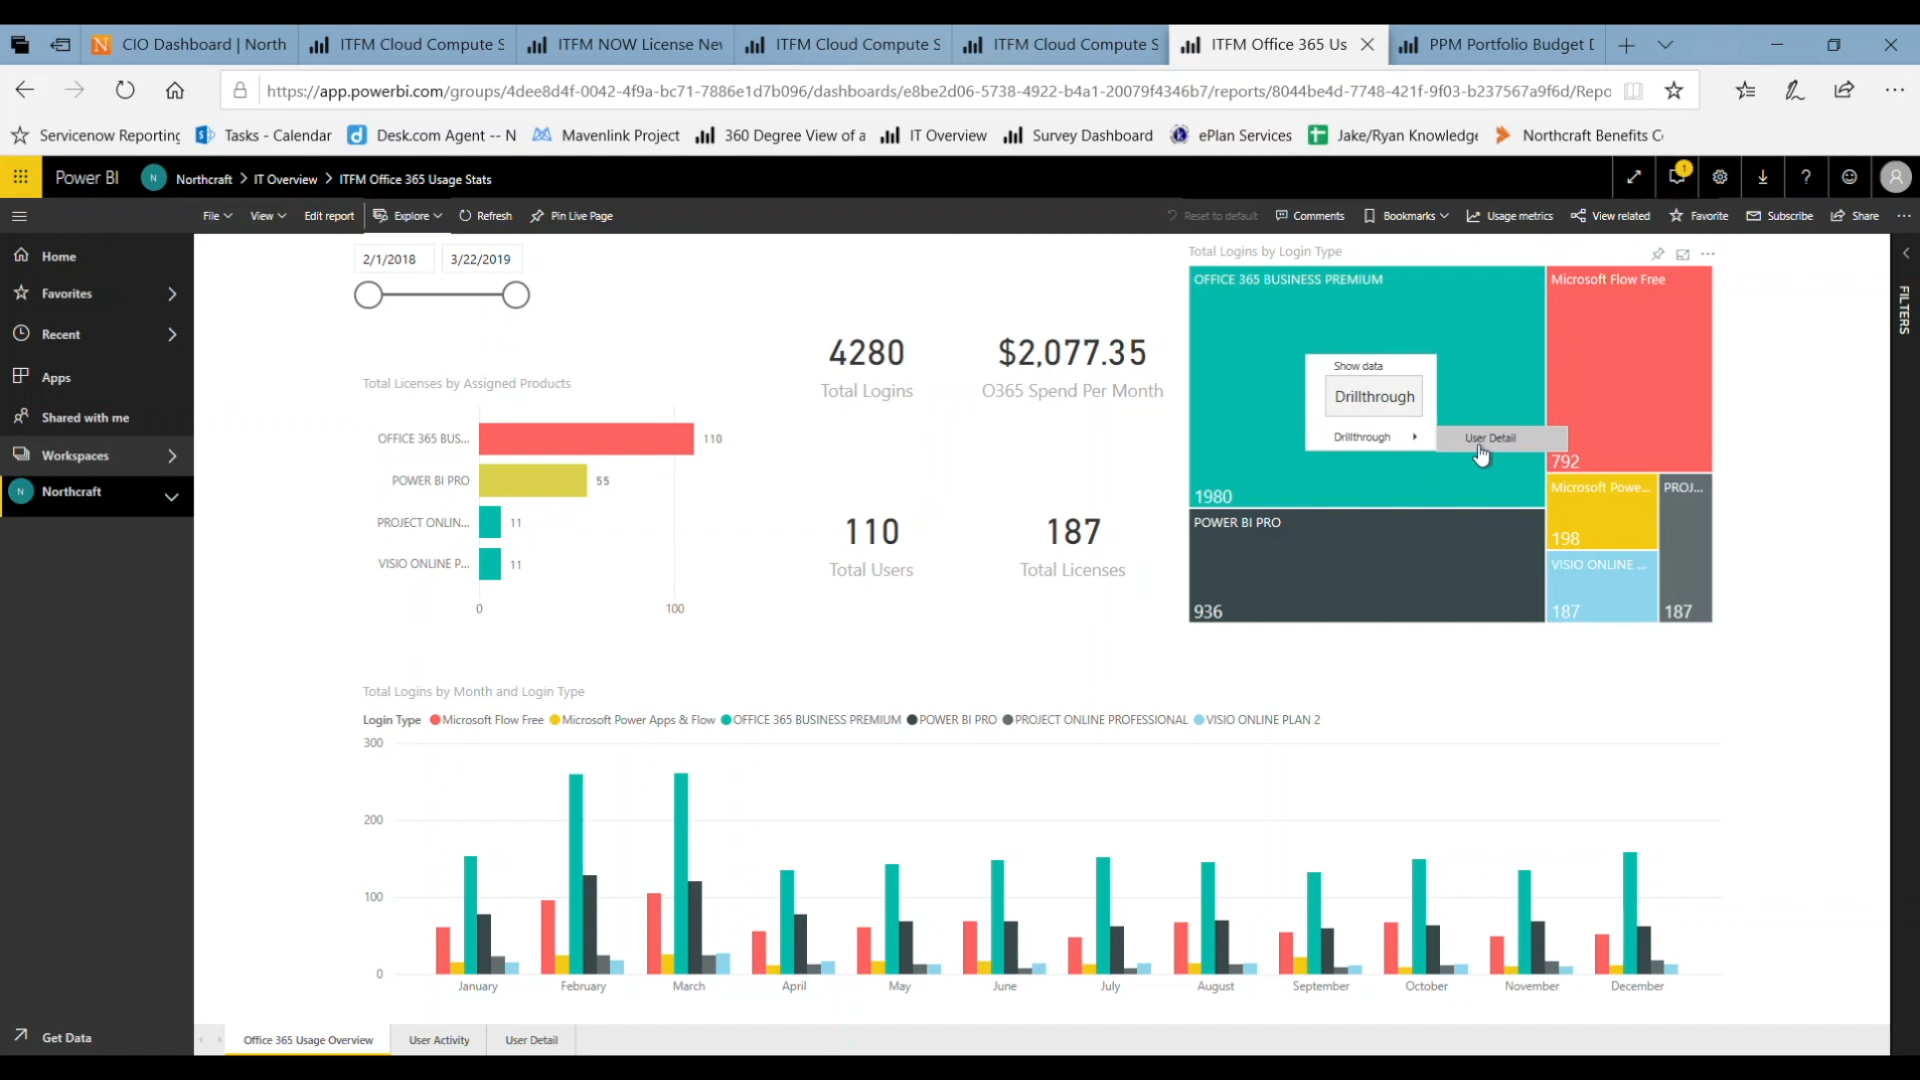 CIO Dashboard | North
ITFM Cloud Compute S
ITFM NOW License Nev
ITFM Cloud Compute S
ITFM Cloud Compute S
ITFM Office 365 Us
PPM Portfolio Budget D
https://app.powerbi.com/groups/4dee8d4f-0042-4f9a-bc71-7886e1d7b096/dashboards/e8be2d06-5738-4922-b4a1-20079f4346b7/reports/8044be4d-7748-421f-9f03-b237567a9f6d/Repo
Servicenow Reporting
Tasks - Calendar
Desk.com Agent -- N
Mavenlink Project
360 Degree View of a
IT Overview
Survey Dashboard
ePlan Services
Jake/Ryan Knowledge
Northcraft Benefits C
Power BI
N
Northcraft > IT Overview > ITFM Office 365 Usage Stats
1
File
View
Edit report
Explore
Refresh
Pin Live Page
Reset to default
Comments
Bookmarks
Usage metrics
View related
Favorite
Subscribe
Share
Home
Favorites
Recent
Apps
Shared with me
Workspaces
N
Northcraft
Get Data
2/1/2018
3/22/2019
Total Licenses by Assigned Products
OFFICE 365 BUS...
110
POWER BI PRO
55
PROJECT ONLIN...
11
VISIO ONLINE P...
11
0
100
4280
Total Logins
$2,077.35
O365 Spend Per Month
110
Total Users
187
Total Licenses
Total Logins by Login Type
OFFICE 365 BUSINESS PREMIUM
1980
Microsoft Flow Free
792
Show data
Drillthrough
Drillthrough
User Detail
POWER BI PRO
936
Microsoft Powe...
198
PROJ...
187
VISIO ONLINE ...
187
FILTERS
Total Logins by Month and Login Type
Login Type
Microsoft Flow Free
Microsoft Power Apps & Flow
OFFICE 365 BUSINESS PREMIUM
POWER BI PRO
PROJECT ONLINE PROFESSIONAL
VISIO ONLINE PLAN 2
300
200
100
0
January
February
March
April
May
June
July
August
September
October
November
December
Office 365 Usage Overview
User Activity
User Detail